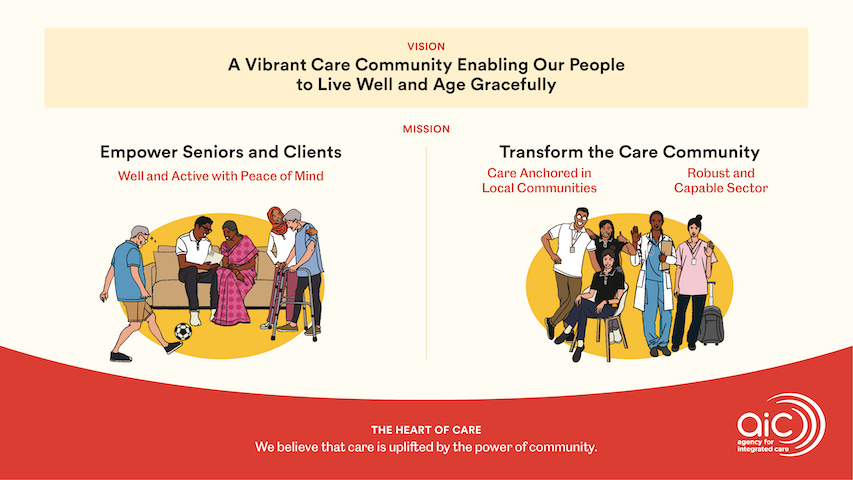 VISION
A Vibrant Care Community Enabling Our People
to Live Well and Age Gracefully
MISSION
Empower Seniors and Clients
Well and Active with Peace of Mind
Transform the Care Community
Care Anchored in
Local Communities
Robust and
Capable Sector
THE HEART OF CARE
We believe that care is uplifted by the power of community.
aic
agency for
integrated care